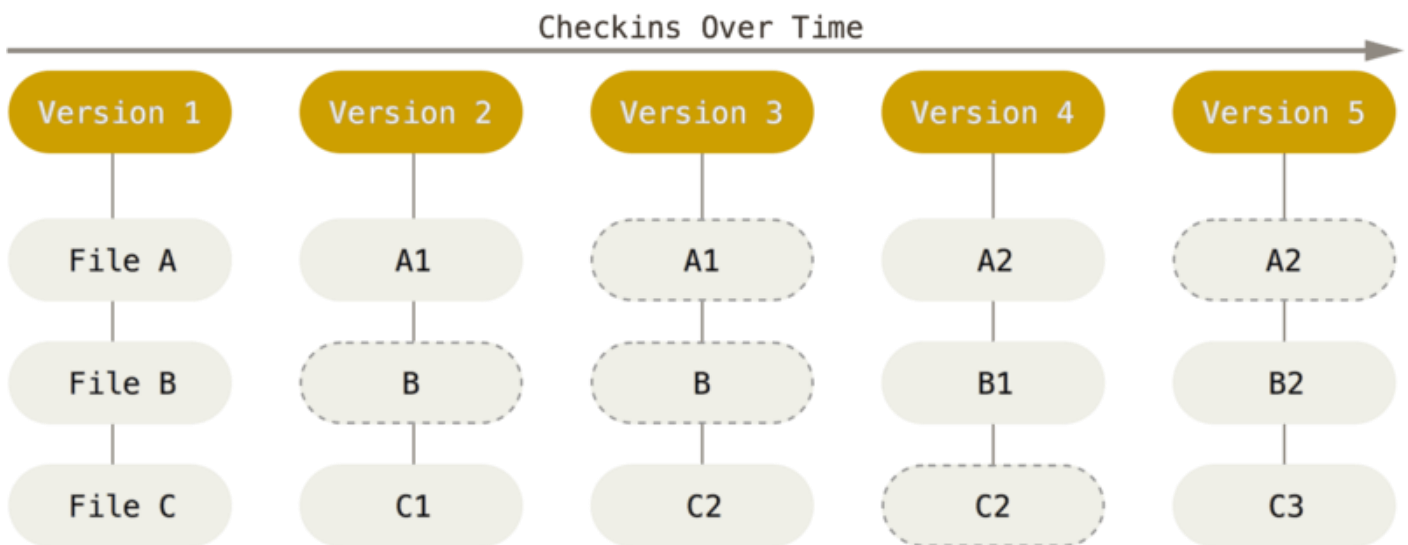 Checkins Over Time
Version 1 Version 2 Version 3 Version 4 Version 5
File A A1 A1 A2 A2
File B B B B1 B2
File C C1 C2 C2 C3